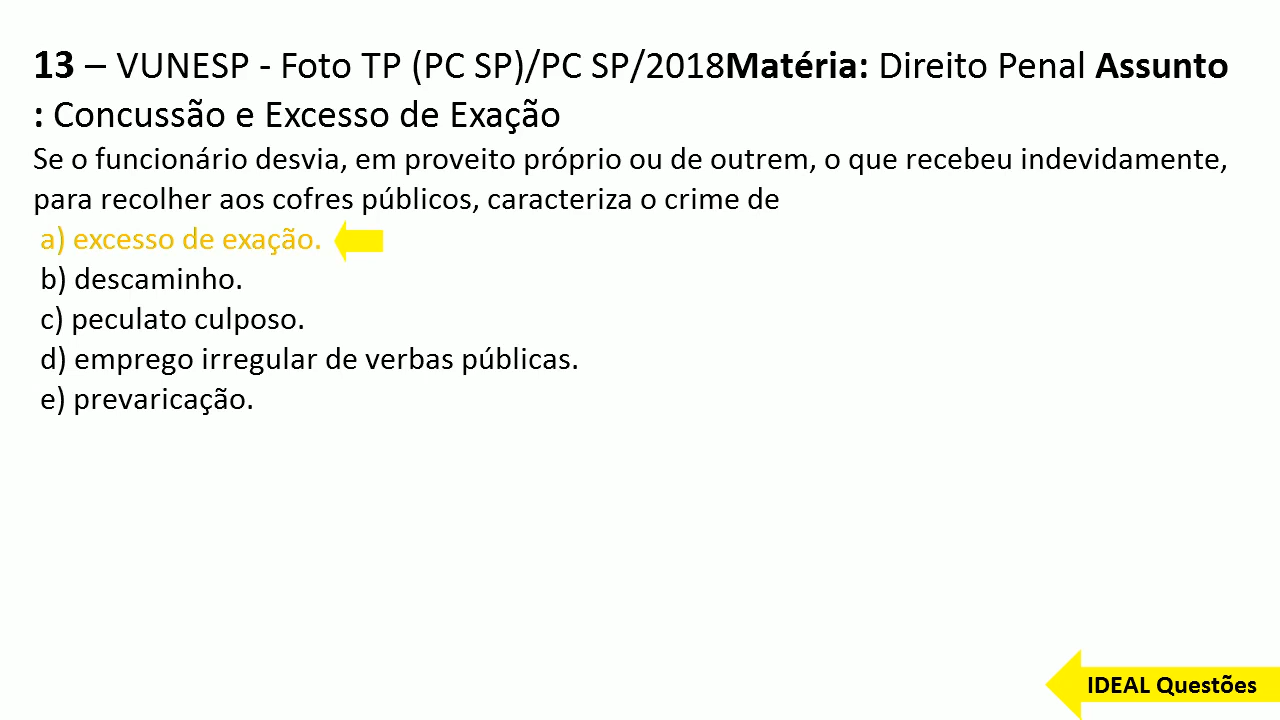 13 – VUNESP - Foto TP (PC SP)/PC SP/2018Matéria: Direito Penal Assunto
: Concussão e Excesso de Exação
Se o funcionário desvia, em proveito próprio ou de outrem, o que recebeu indevidamente,
para recolher aos cofres públicos, caracteriza o crime de
a) excesso de exação.
b) descaminho.
c) peculato culposo.
d) emprego irregular de verbas públicas.
e) prevaricação.
IDEAL Questões